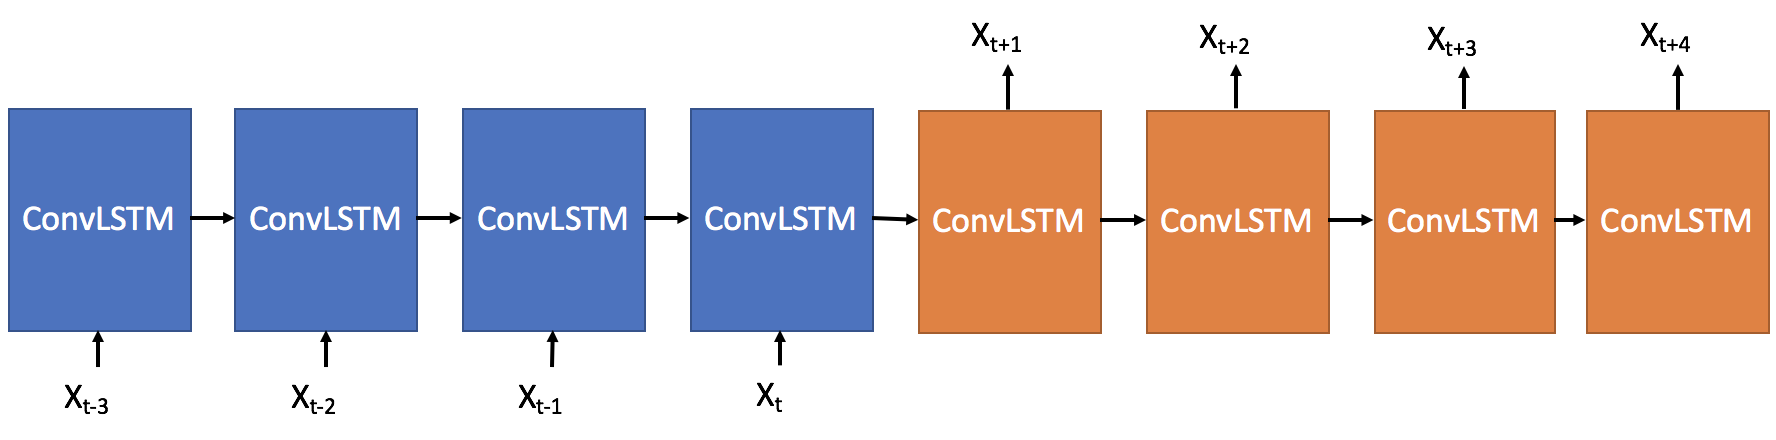 X_{t+1} X_{t+2} X_{t+3} X_{t+4}
ConvLSTM ConvLSTM ConvLSTM ConvLSTM ConvLSTM ConvLSTM ConvLSTM ConvLSTM
X_{t-3} X_{t-2} X_{t-1} X_t